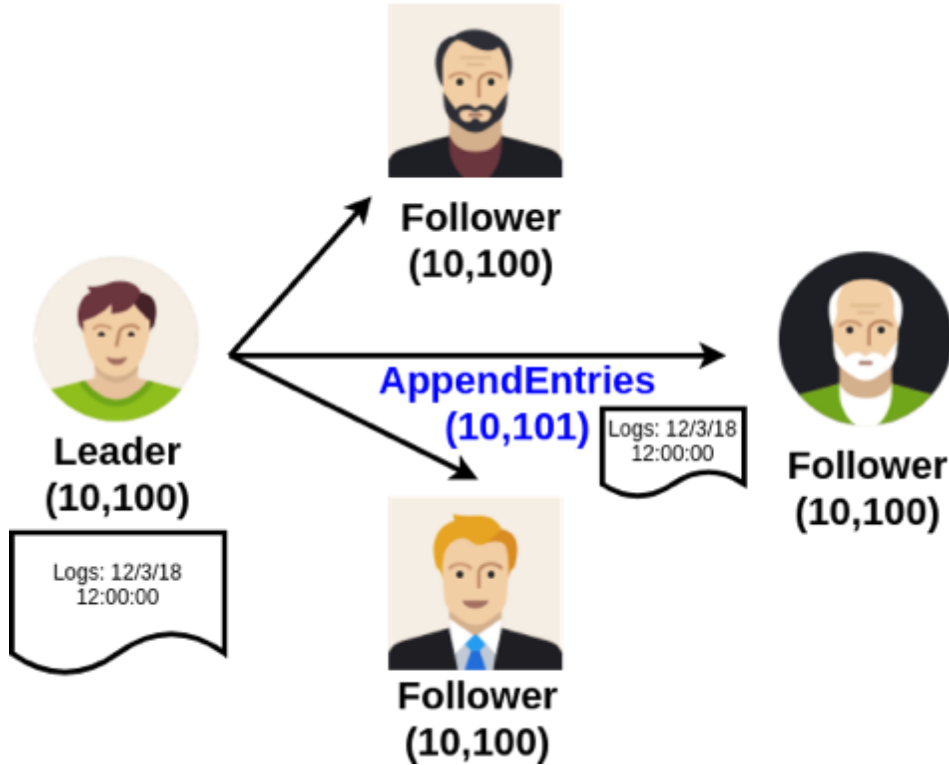 Follower
(10,100)
AppendEntries
(10,101)
Logs: 12/3/18
12:00:00
Leader
(10,100)
Follower
(10,100)
Logs: 12/3/18
12:00:00
Follower
(10,100)